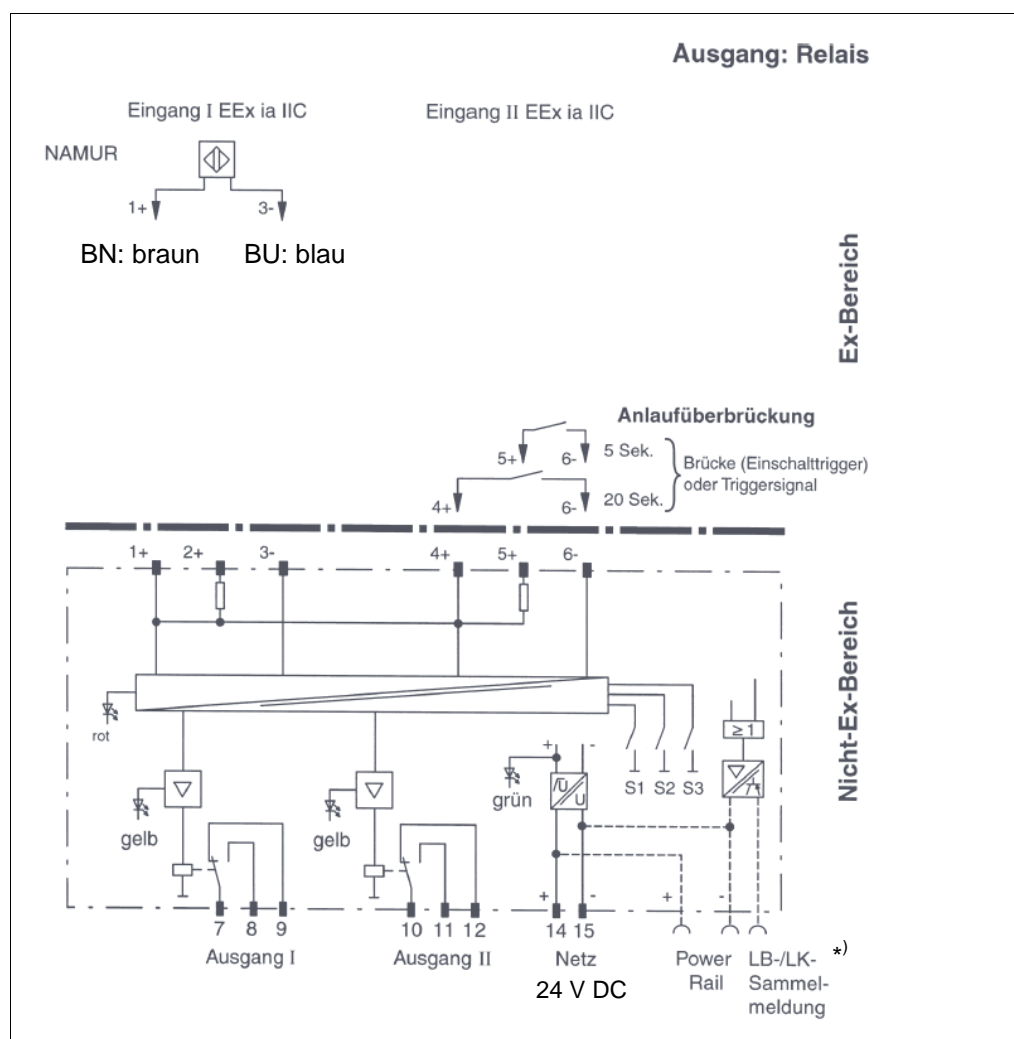 Ausgang: Relais
Eingang I EEx ia IIC
Eingang II EEx ia IIC
NAMUR
1+
3-
BN: braun
BU: blau
Ex-Bereich
Anlaufüberbrückung
5+
6-
5 Sek.
Brücke (Einschalttrigger)
oder Triggersignal
4+
6-
20 Sek.
1+
2+
3-
4+
5+
6-
Nicht-Ex-Bereich
rot
≥1
+
-
grün
Ū
U
S1
S2
S3
gelb
gelb
+
-
+
-
7
8
9
10
11
12
14
15
Ausgang I
Ausgang II
Netz
24 V DC
Power
Rail
LB-/LK-
Sammel-
meldung
*)